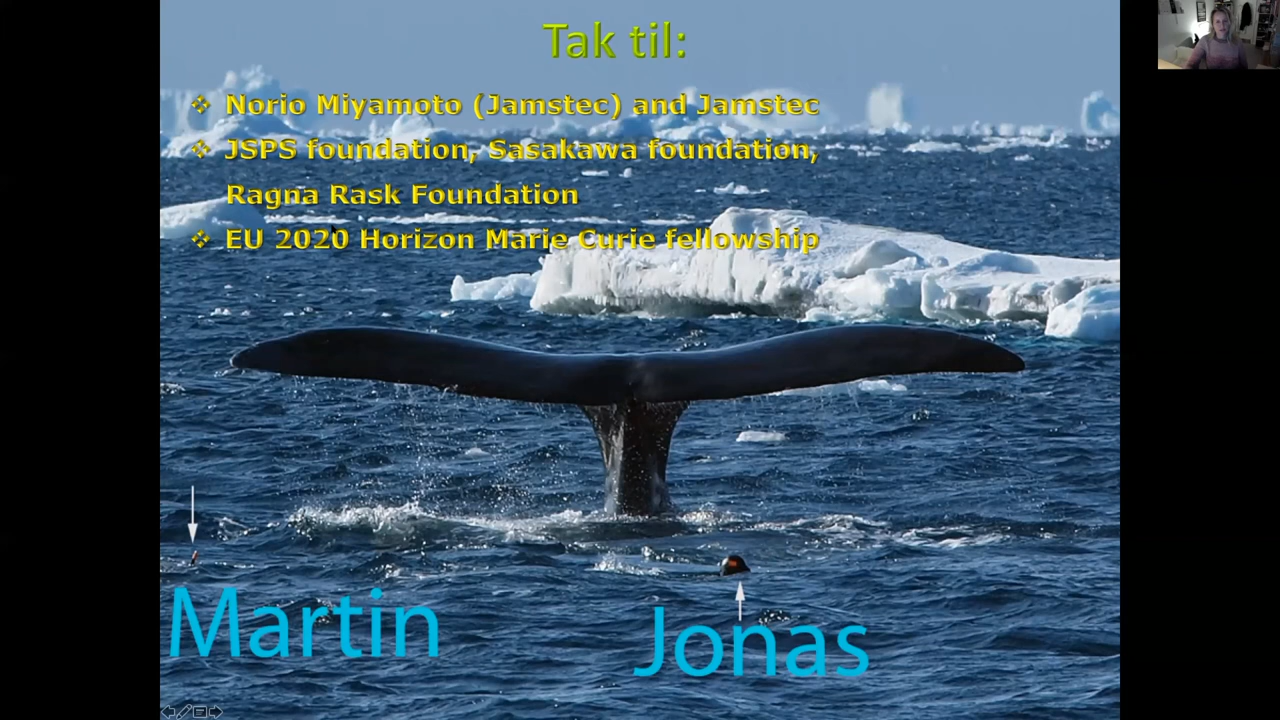 Tak til:
Norio Miyamoto (Jamstec) and Jamstec
JSPS foundation, Sasakawa foundation,
Ragna Rask Foundation
EU 2020 Horizon Marie Curie fellowship
Martin
Jonas